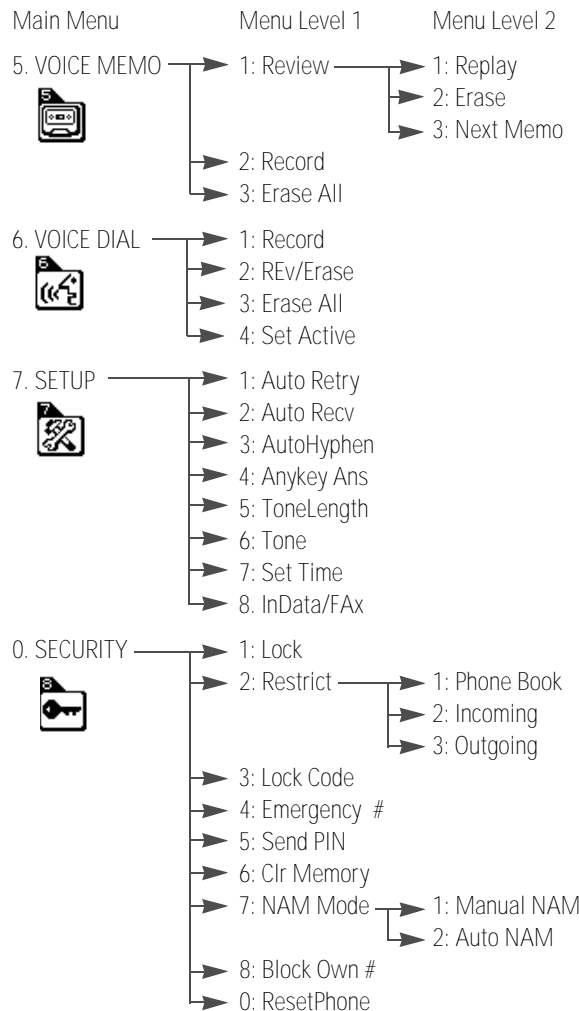 Main Menu Menu Level 1 Menu Level 2
5. VOICE MEMO 1: Review 1: Replay
5
2: Erase
3: Next Memo
2: Record
3: Erase All
6. VOICE DIAL 1: Record
6
2: REv/Erase
3: Erase All
4: Set Active
7. SETUP 1: Auto Retry
7
2: Auto Recv
3: AutoHyphen
4: Anykey Ans
5: ToneLength
6: Tone
7: Set Time
8. InData/FAx
0. SECURITY 1: Lock
8
2: Restrict 1: Phone Book
2: Incoming
3: Outgoing
3: Lock Code
4: Emergency #
5: Send PIN
6: Clr Memory
7: NAM Mode 1: Manual NAM
2: Auto NAM
8: Block Own #
0: ResetPhone